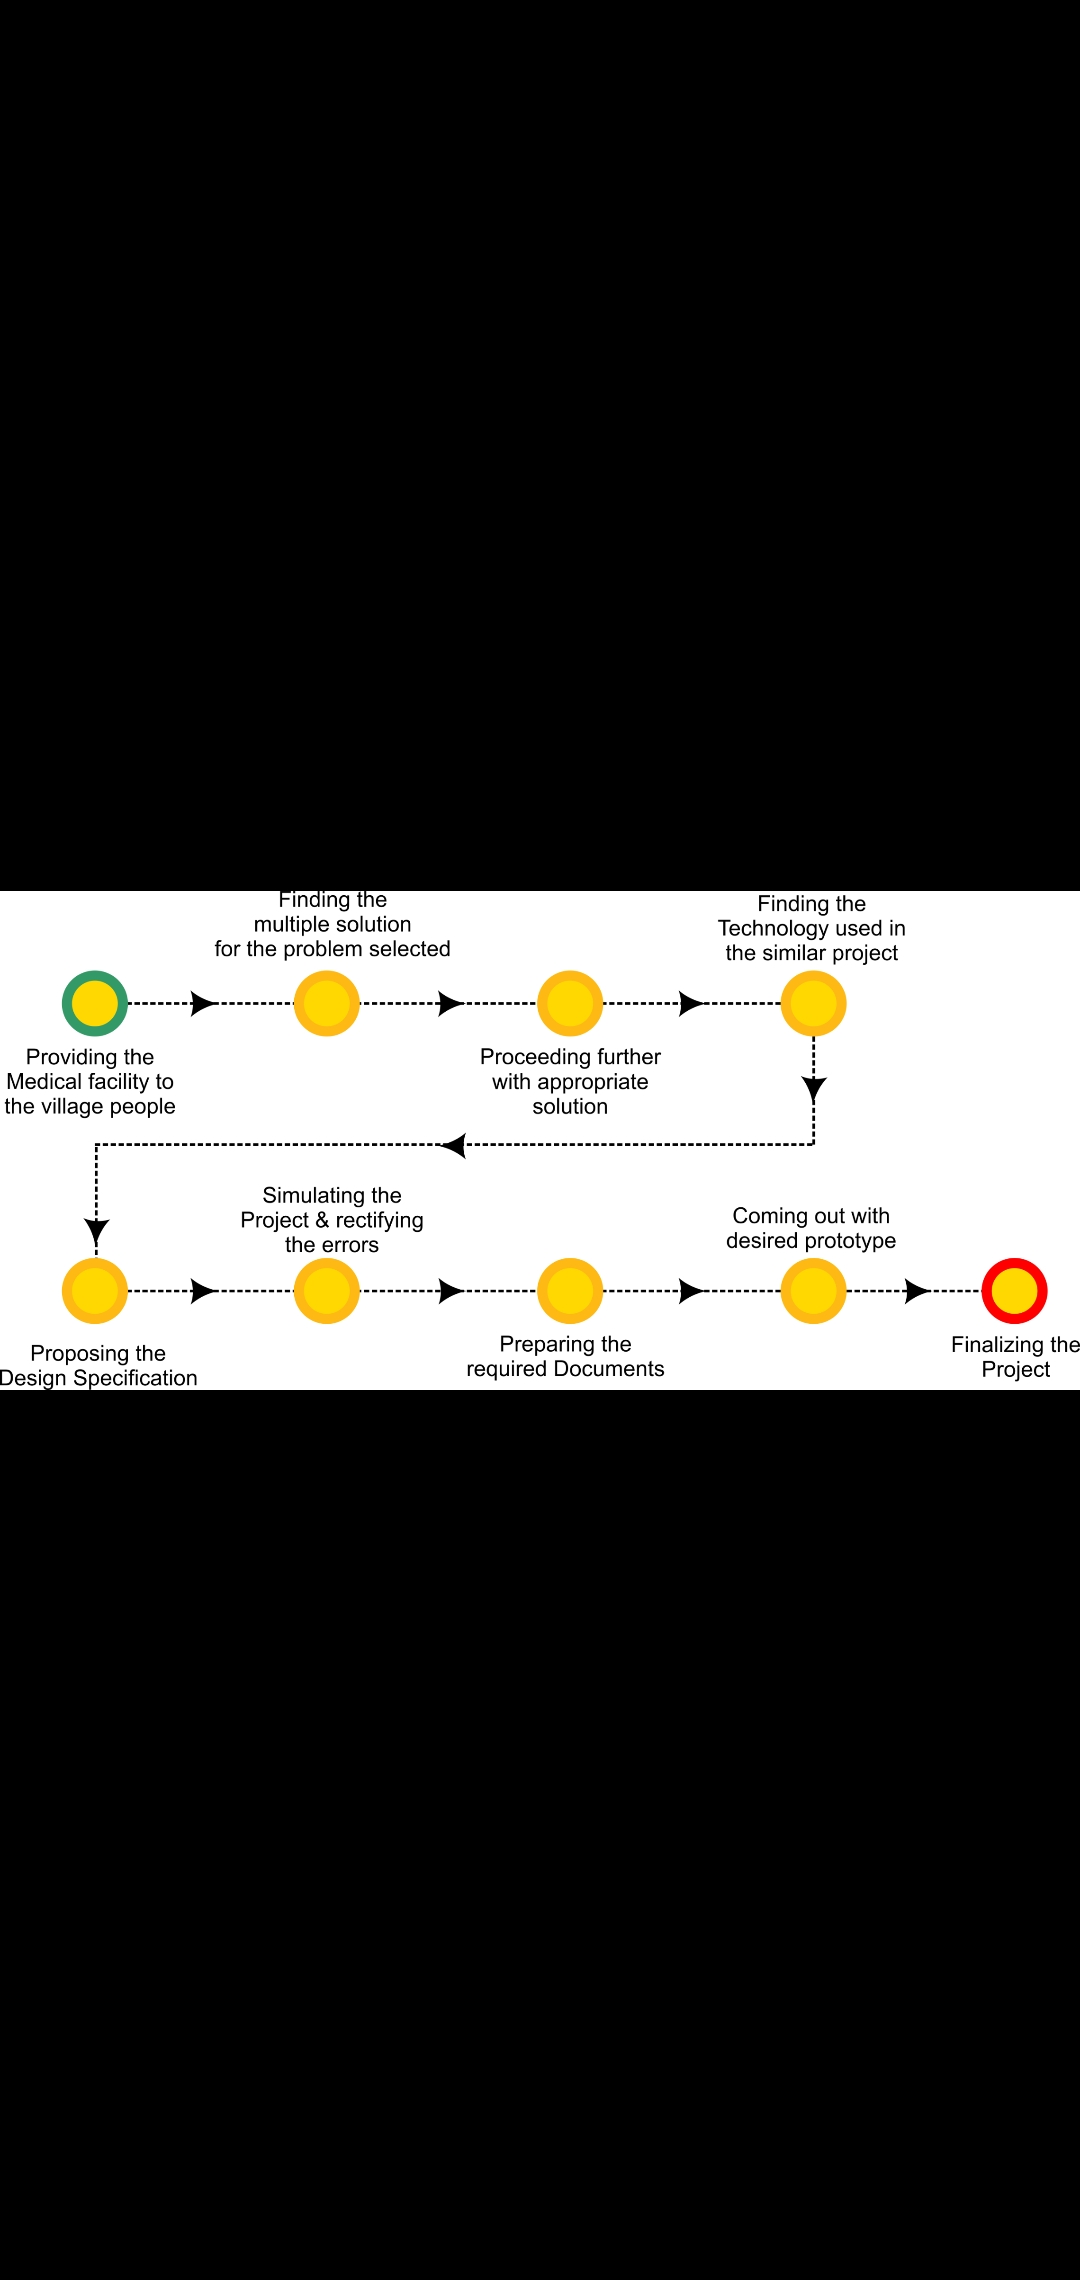 Finding the
multiple solution
for the problem selected
Finding the
Technology used in
the similar project
Providing the
Medical facility to
the village people
Proceeding further
with appropriate
solution
Simulating the
Project & rectifying
the errors
Coming out with
desired prototype
Proposing the
Design Specification
Preparing the
required Documents
Finalizing the
Project